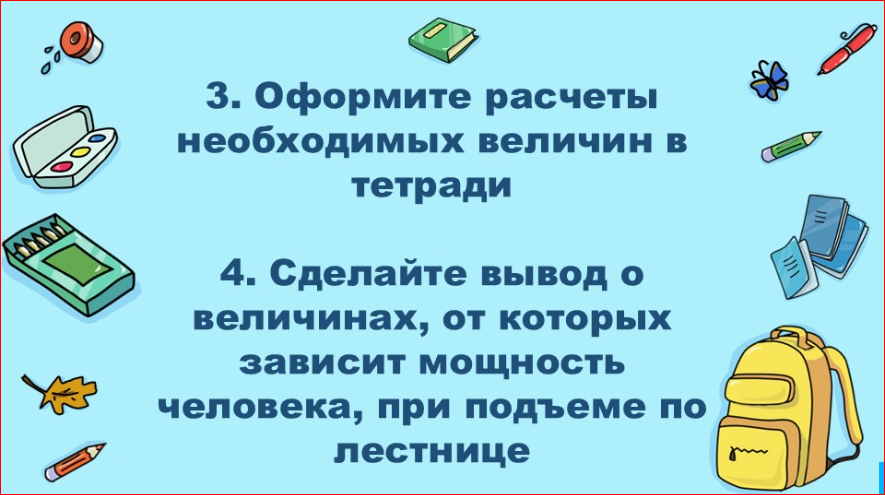 3. Оформите расчеты
необходимых величин в
тетради
4. Сделайте вывод о
величинах, от которых
зависит мощность
человека, при подъеме по
лестнице